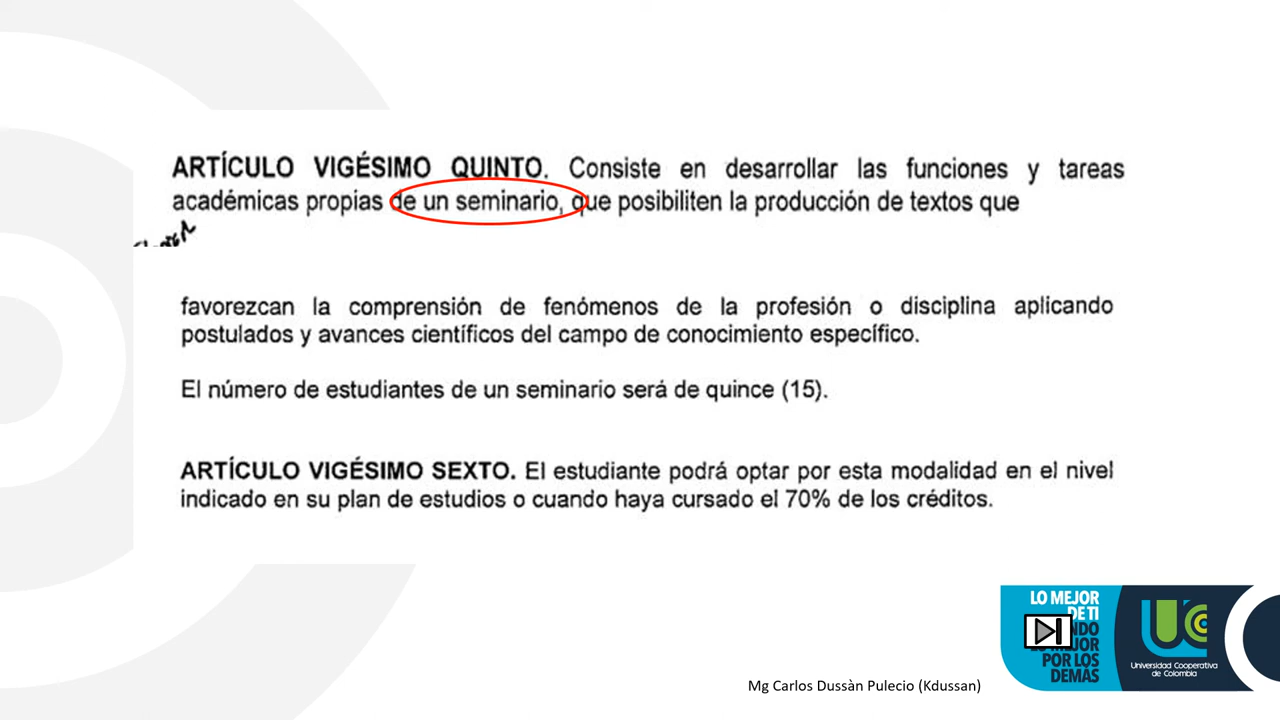 ARTÍCULO VIGÉSIMO QUINTO. Consiste en desarrollar las funciones y tareas
académicas propias de un seminario, que posibiliten la producción de textos que
favorezcan la comprensión de fenómenos de la profesión o disciplina aplicando
postulados y avances científicos del campo de conocimiento específico.
El número de estudiantes de un seminario será de quince (15).
ARTÍCULO VIGÉSIMO SEXTO. El estudiante podrá optar por esta modalidad en el nivel
indicado en su plan de estudios o cuando haya cursado el 70% de los créditos.
LO MEJOR
DE TI
POR LOS
DEMÁS
Universidad Cooperativa
de Colombia
Mg Carlos Dussàn Pulecio (Kdussan)